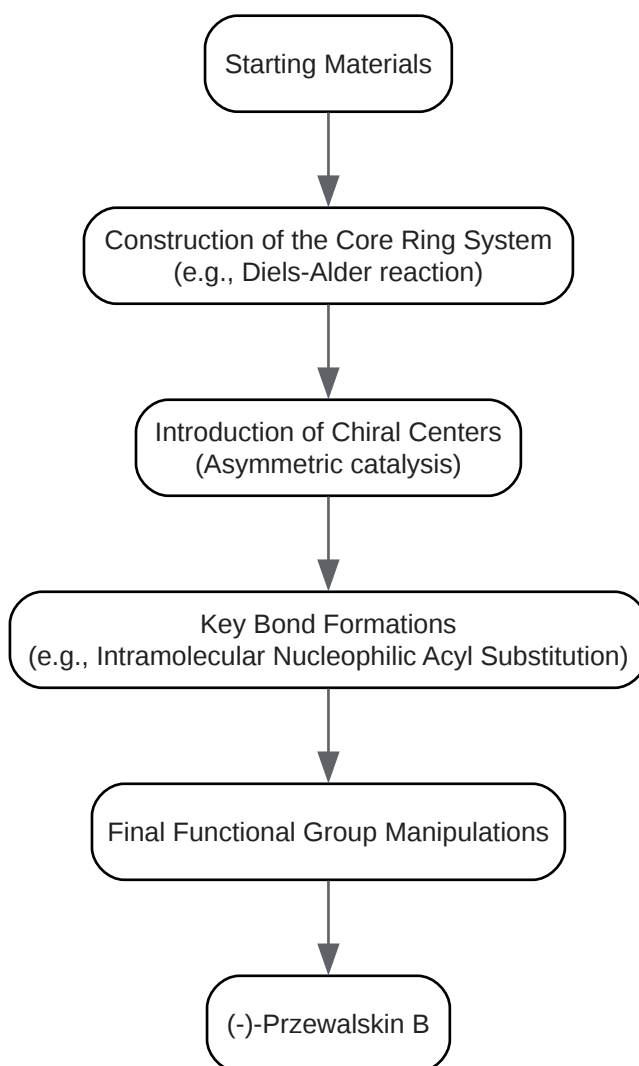 Starting Materials
Construction of the Core Ring System
(e.g., Diels-Alder reaction)
Introduction of Chiral Centers
(Asymmetric catalysis)
Key Bond Formations
(e.g., Intramolecular Nucleophilic Acyl Substitution)
Final Functional Group Manipulations
(-)-Przewalskin B